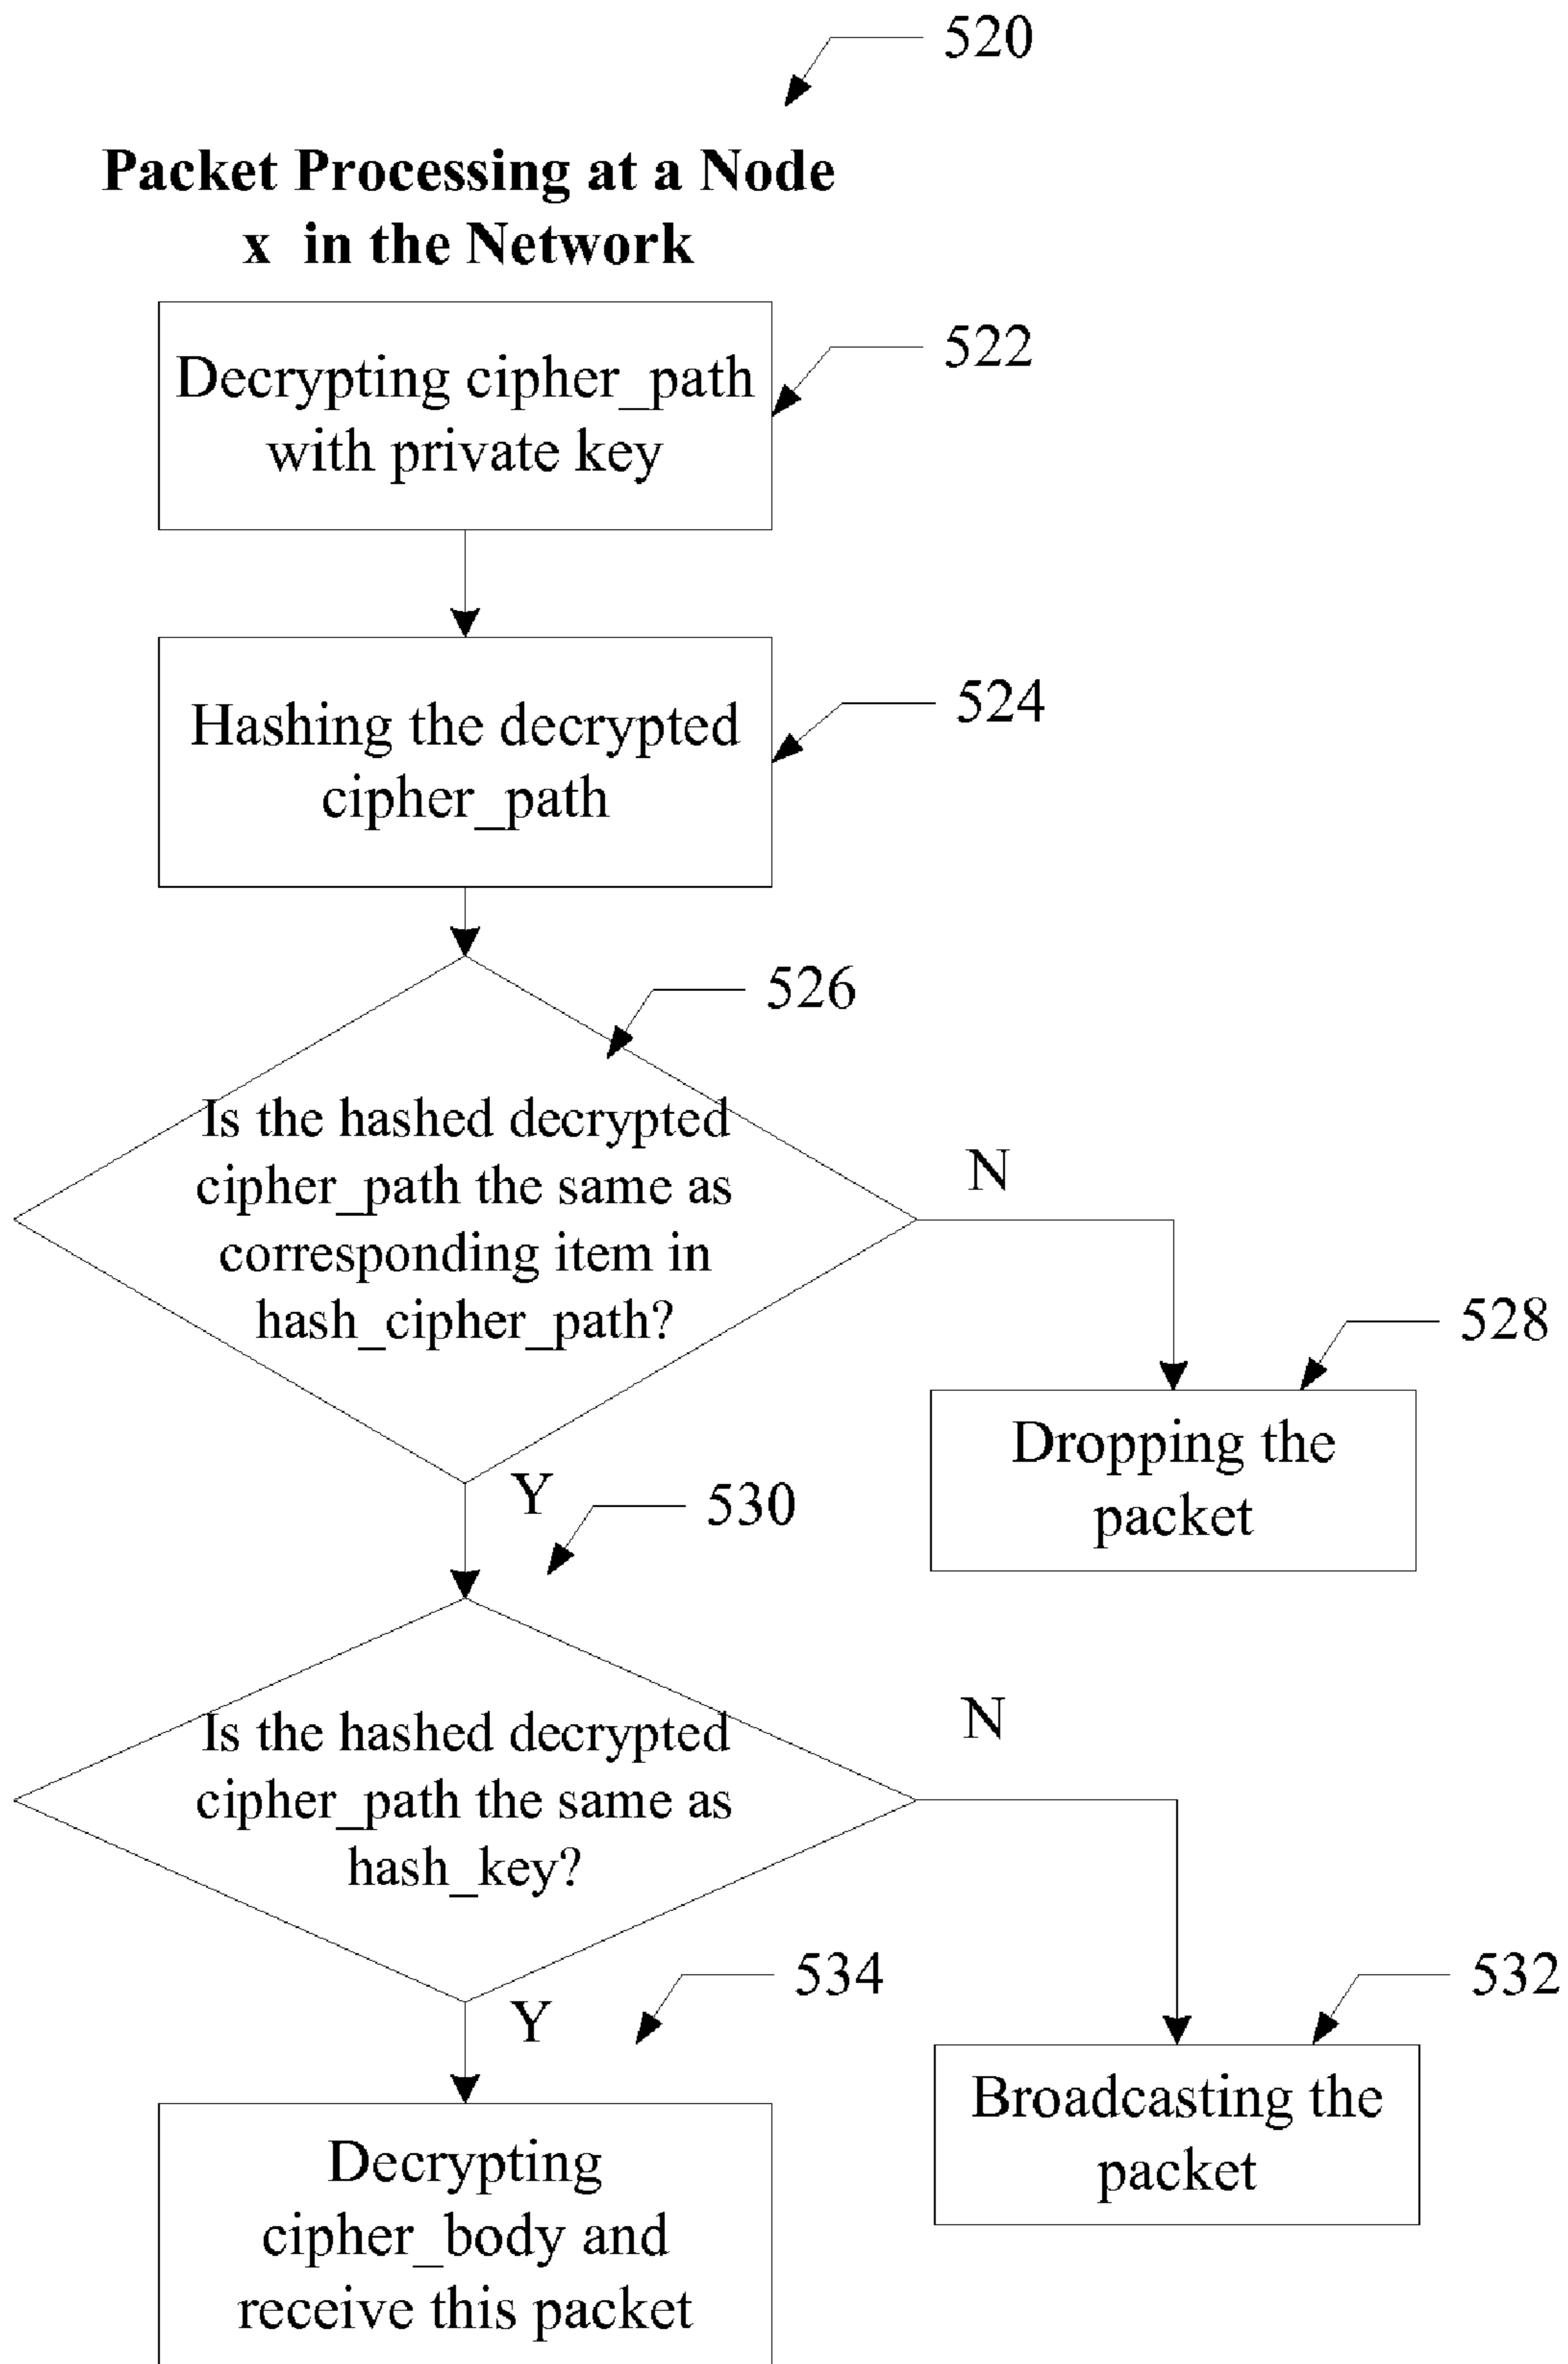 520
Packet Processing at a Node
x in the Network
522
Decrypting cipher_path
with private key
524
Hashing the decrypted
cipher_path
526
Is the hashed decrypted
cipher_path the same as
corresponding item in
hash_cipher_path?
N
528
Dropping the
packet
Y
530
Is the hashed decrypted
cipher_path the same as
hash_key?
N
534
532
Y
Broadcasting the
packet
Decrypting
cipher_body and
receive this packet